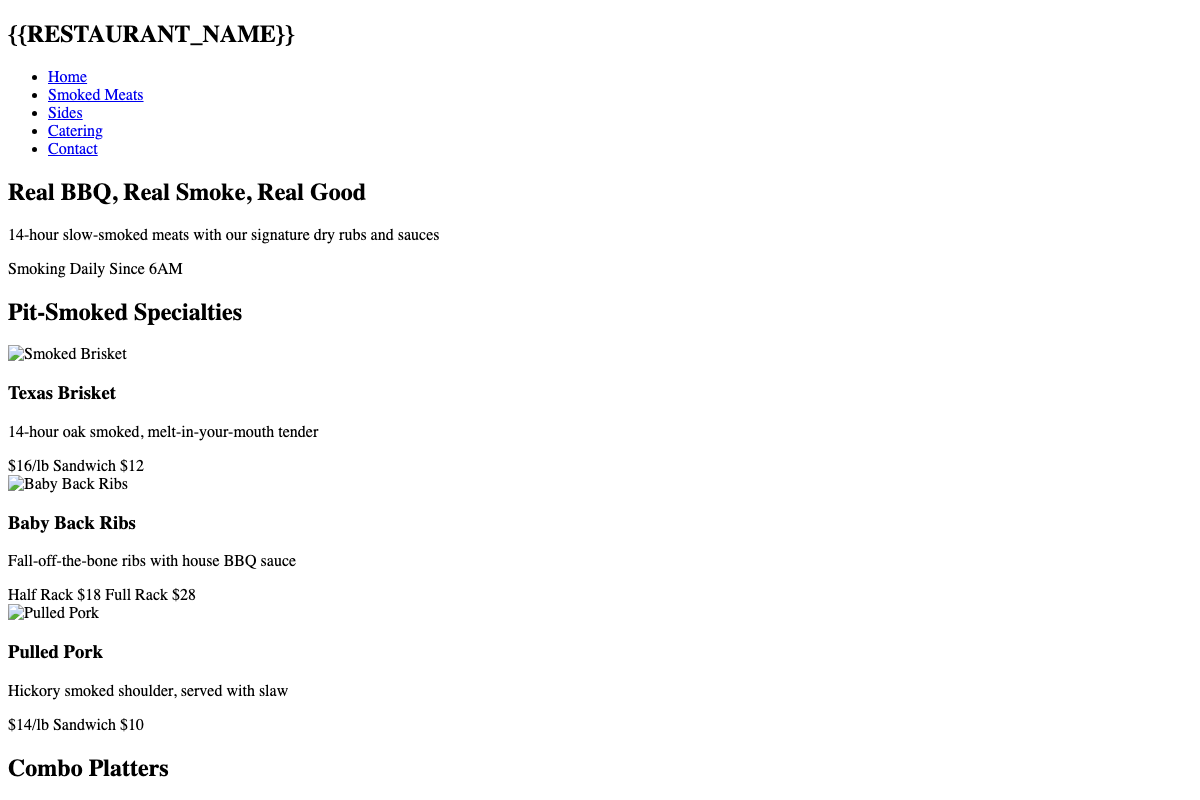 {{RESTAURANT_NAME}}
Home
Smoked Meats
Sides
Catering
Contact
Real BBQ, Real Smoke, Real Good
14-hour slow-smoked meats with our signature dry rubs and sauces
Smoking Daily Since 6AM
Pit-Smoked Specialties
Smoked Brisket
Texas Brisket
14-hour oak smoked, melt-in-your-mouth tender
$16/lb Sandwich $12
Baby Back Ribs
Baby Back Ribs
Fall-off-the-bone ribs with house BBQ sauce
Half Rack $18 Full Rack $28
Pulled Pork
Pulled Pork
Hickory smoked shoulder, served with slaw
$14/lb Sandwich $10
Combo Platters